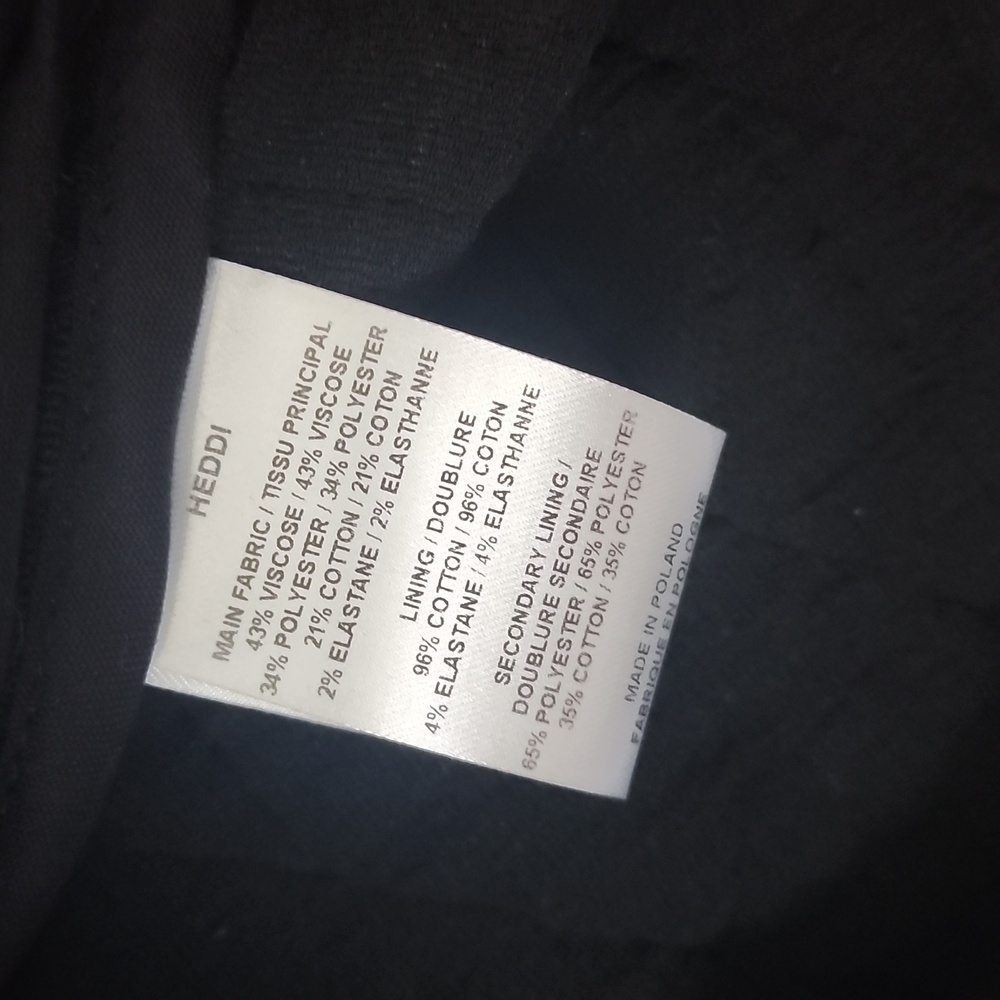 HEDDI
MAIN FABRIC / TISSU PRINCIPAL
43% VISCOSE / 43% VISCOSE
34% POLYESTER / 34% POLYESTER
21% COTTON / 21% COTON
2% ELASTANE / 2% ELASTHANNE
LINING / DOUBLURE
96% COTTON / 96% COTON
4% ELASTANE / 4% ELASTHANNE
SECONDARY LINING /
DOUBLURE SECONDAIRE
65% POLYESTER / 65% POLYESTER
35% COTTON / 35% COTON
MADE IN POLAND
FABRIQUE EN POLOGNE